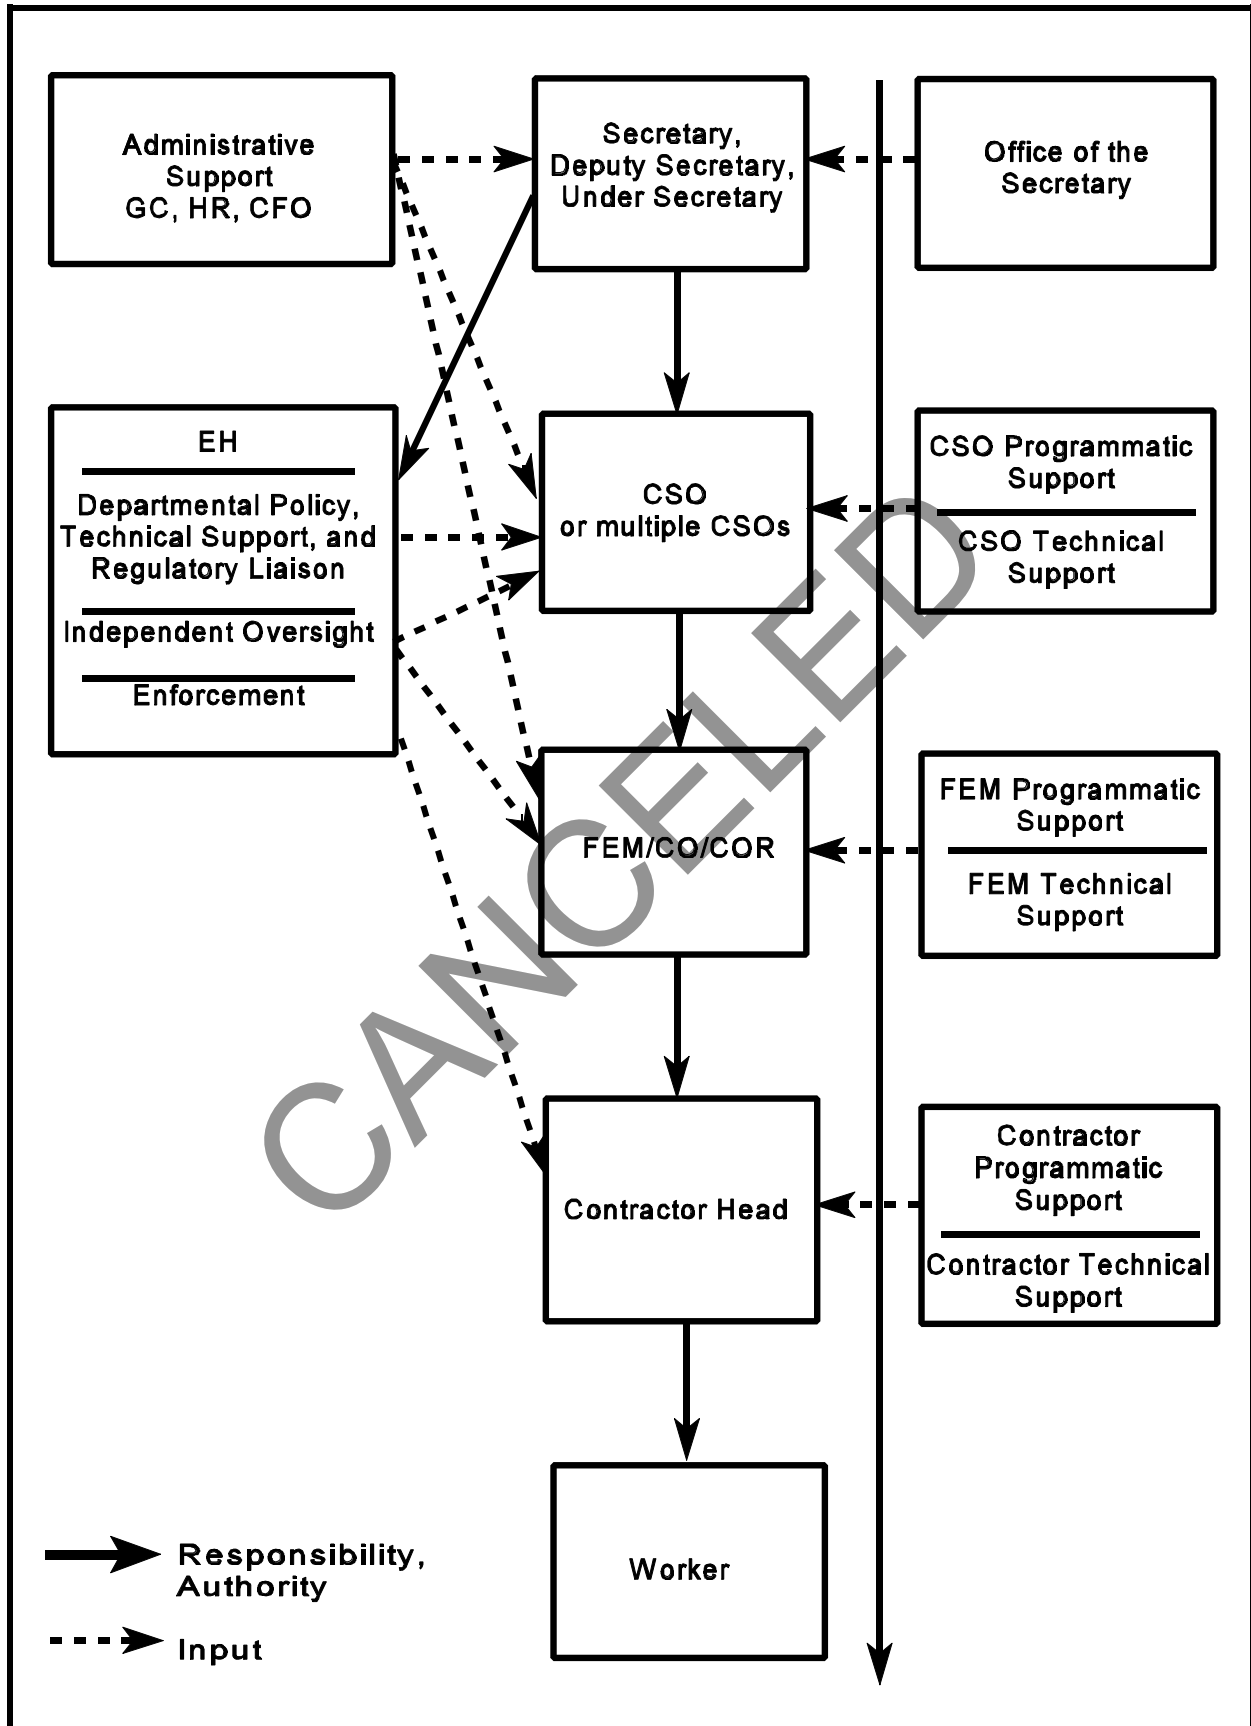 Administrative
Support
GC, HR, CFO
Secretary,
Deputy Secretary,
Under Secretary
Office of the
Secretary
EH
Departmental Policy,
Technical Support, and
Regulatory Liaison
Independent Oversight
Enforcement
CSO
or multiple CSOs
CSO Programmatic
Support
CSO Technical
Support
FEM/CO/COR
FEM Programmatic
Support
FEM Technical
Support
Contractor Head
Contractor
Programmatic
Support
Contractor Technical
Support
Worker
Responsibility,
Authority
Input
CANCELED